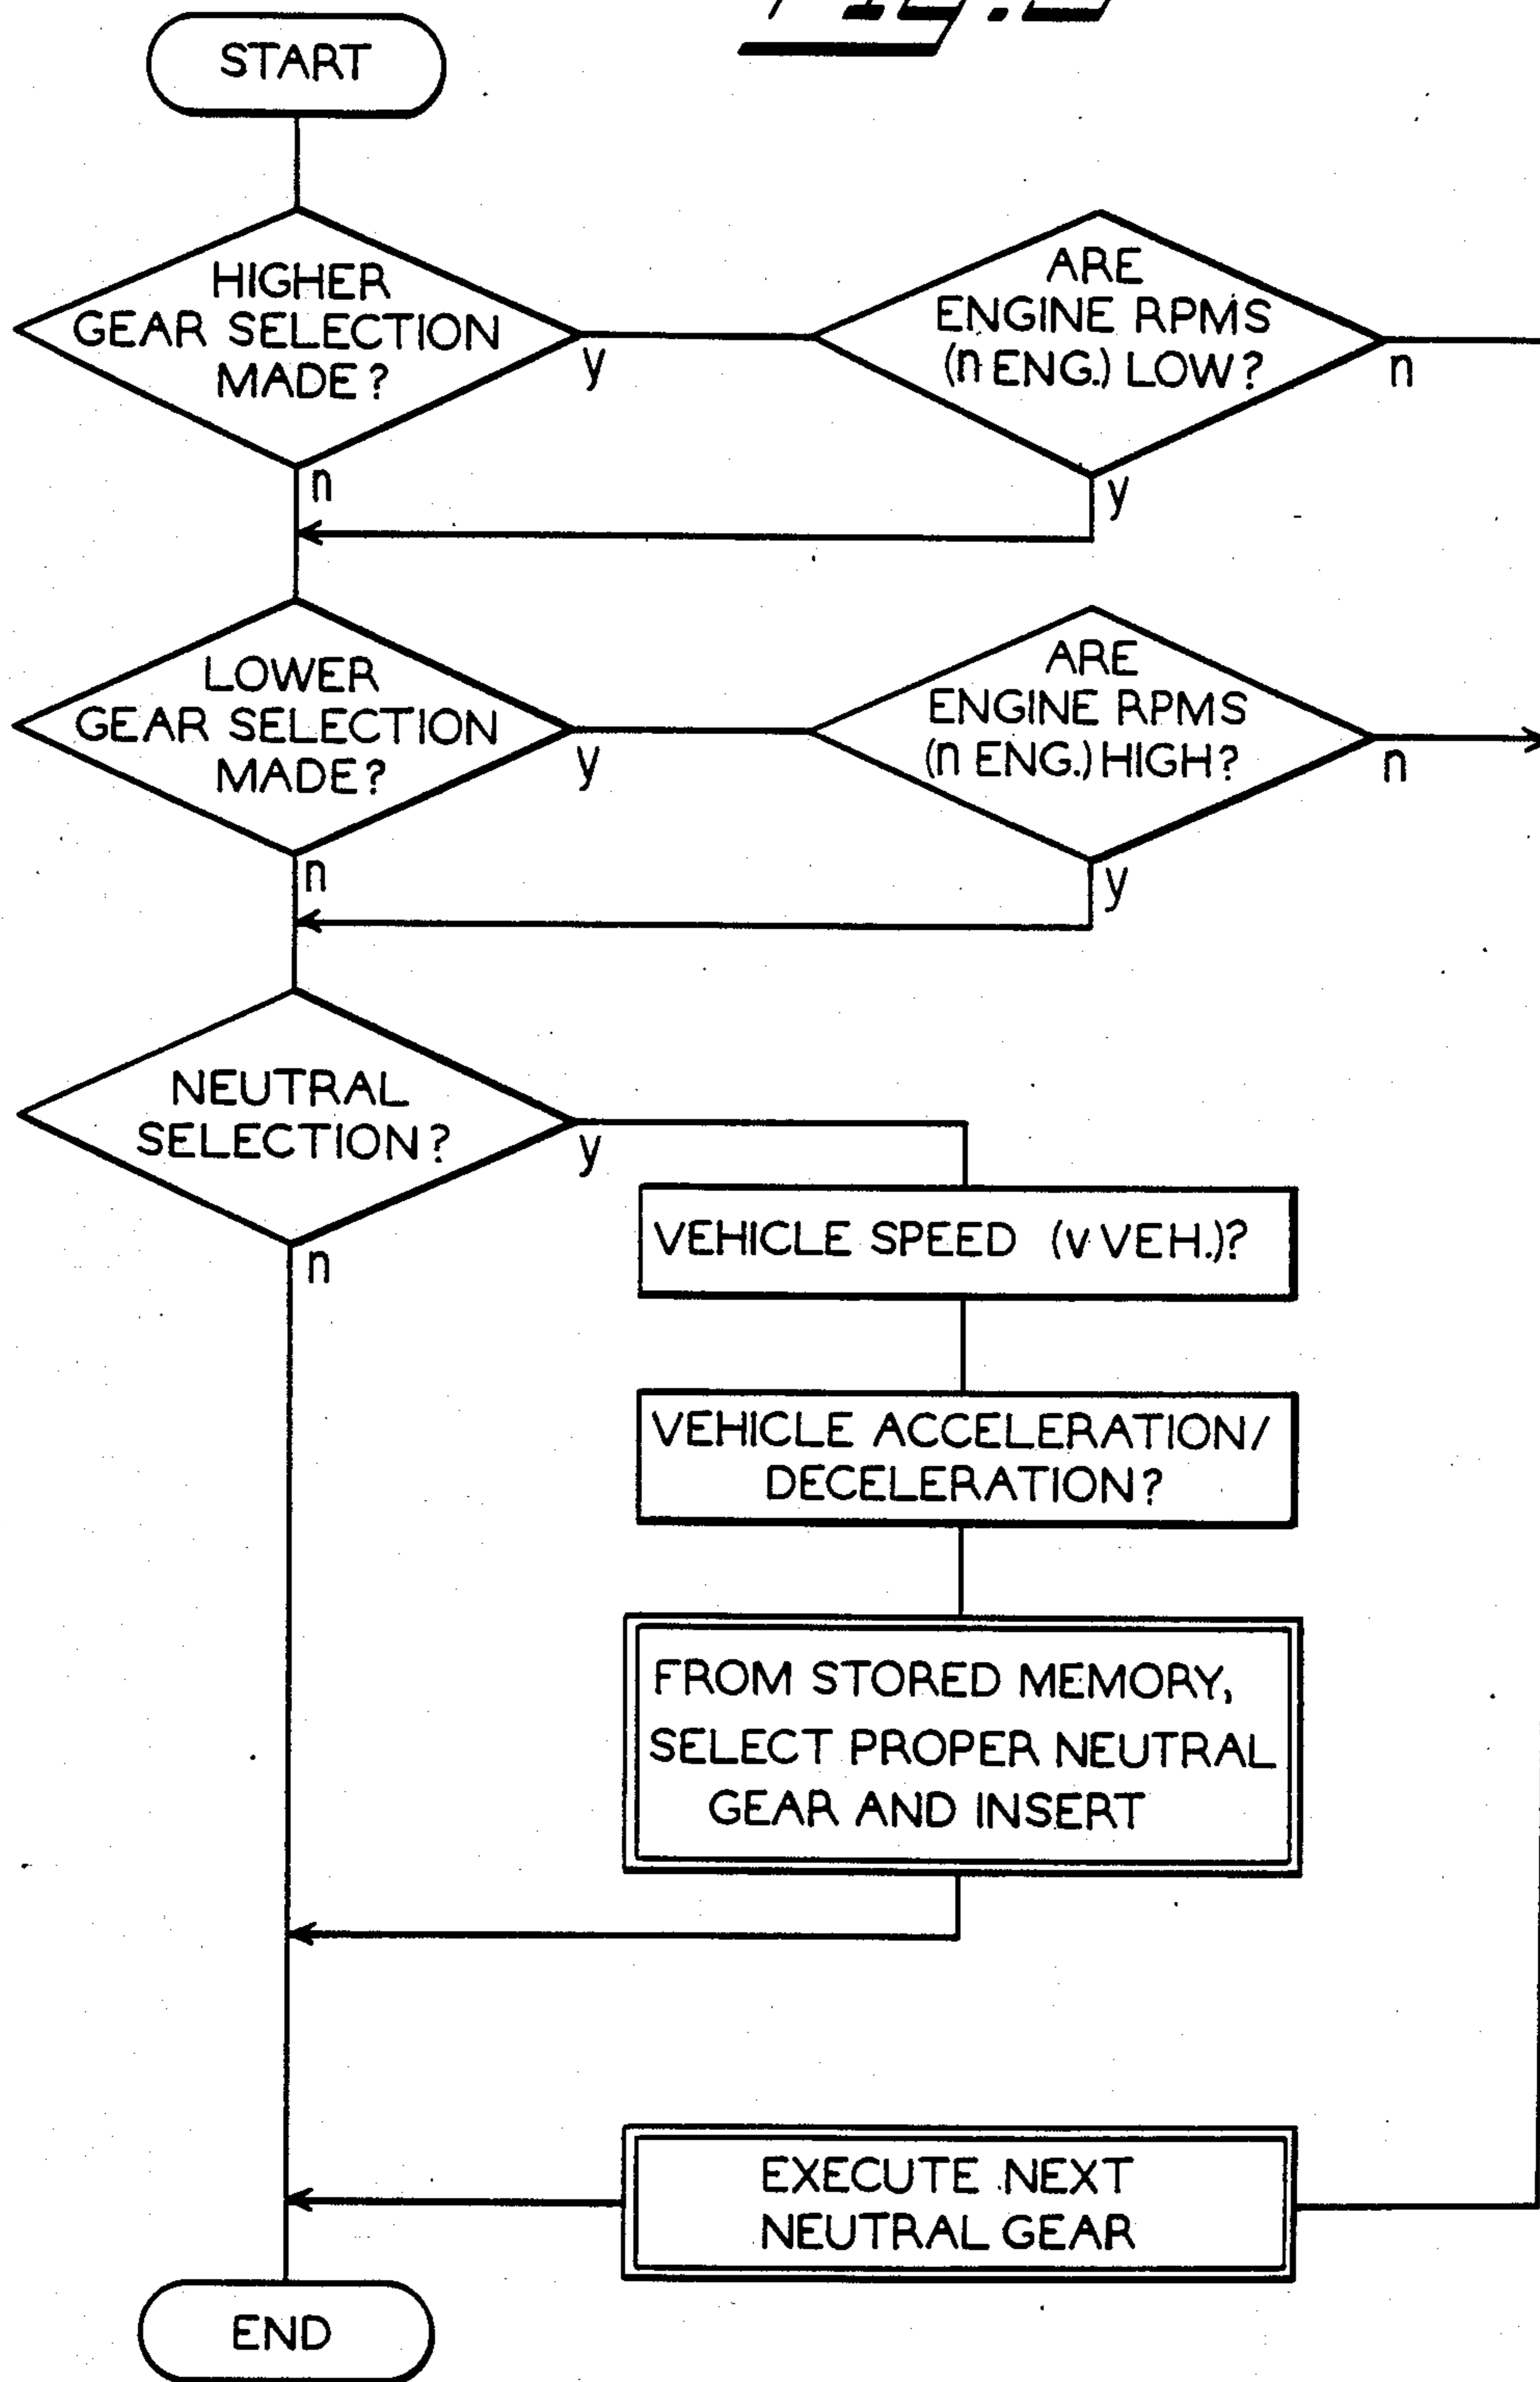 START
HIGHER
GEAR SELECTION
MADE?
y
n
ARE
ENGINE RPMS
(n ENG.) LOW?
n
y
LOWER
GEAR SELECTION
MADE?
y
n
ARE
ENGINE RPMS
(n ENG.) HIGH?
n
y
NEUTRAL
SELECTION?
y
n
VEHICLE SPEED (v VEH.)?
VEHICLE ACCELERATION/
DECELERATION?
FROM STORED MEMORY,
SELECT PROPER NEUTRAL
GEAR AND INSERT
EXECUTE NEXT
NEUTRAL GEAR
END